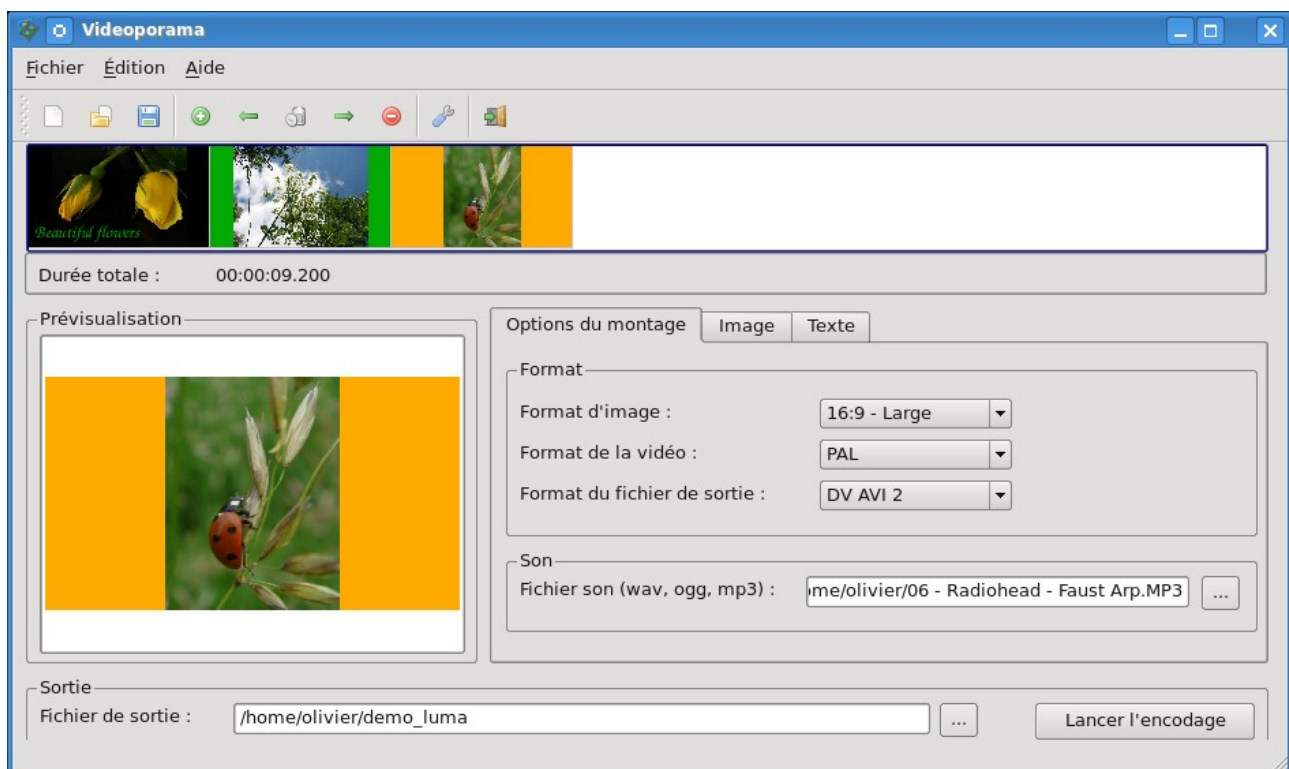 Videoporama
Fichier Édition Aide
Beautiful flowers
Durée totale : 00:00:09.200
Prévisualisation
Options du montage Image Texte
Format
Format d'image : 16:9 - Large
Format de la vidéo : PAL
Format du fichier de sortie : DV AVI 2
Son
Fichier son (wav, ogg, mp3) : me/olivier/06 - Radiohead - Faust Arp.MP3 ...
Sortie
Fichier de sortie : /home/olivier/demo_luma ... Lancer l'encodage